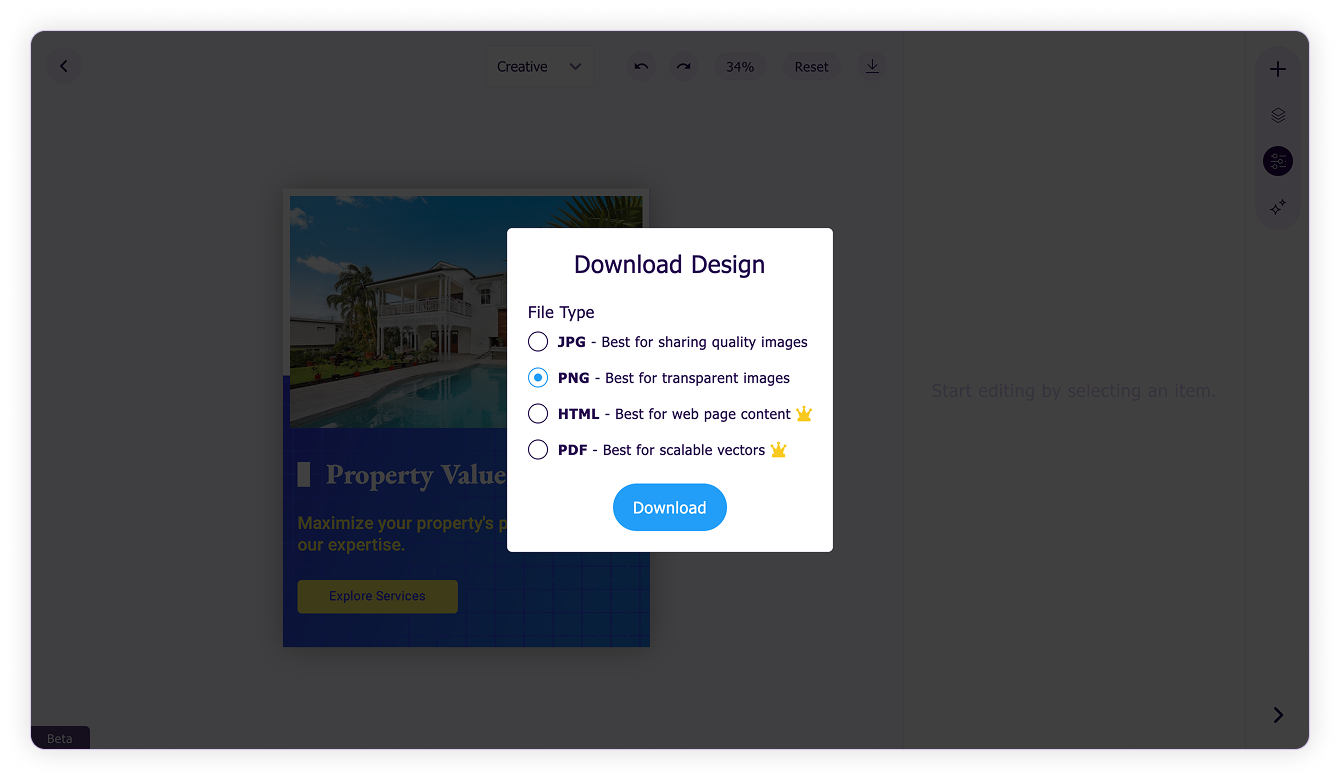 Creative
34%
Reset
Download Design
File Type
JPG - Best for sharing quality images
PNG - Best for transparent images
HTML - Best for web page content
PDF - Best for scalable vectors
Download
Property Value
Maximize your property's
our expertise.
Explore Services
Start editing by selecting an item.
Beta